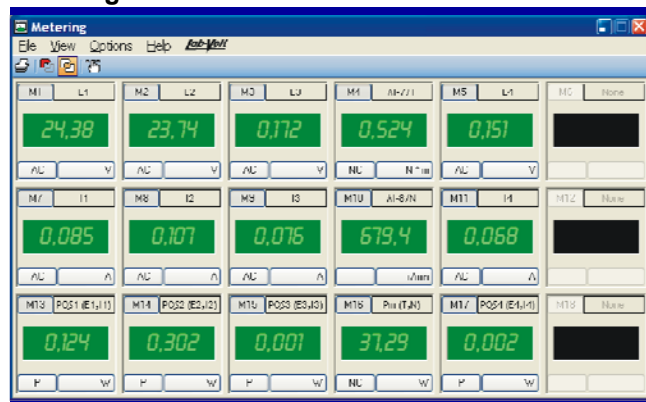 Metering
File View Options Help Lab-Volt
M1 E1 M2 E2 M3 E3 M4 AI-7/T M5 E4 M6 None
24,38 23,74 0,172 0,524 0,151
AC V AC V AC V NC N·m AC V
M7 I1 M8 I2 M9 I3 M10 AI-8/N M11 I4 M12 None
0,085 0,107 0,076 679,4 0,068
AC A AC A AC A r/min AC A
M13 PQS1 (E1,I1) M14 PQS2 (E2,I2) M15 PQS3 (E3,I3) M16 Pm (T,N) M17 PQS4 (E4,I4) M18 None
0,124 0,302 0,001 37,29 0,002
P W P W P W NC W P W